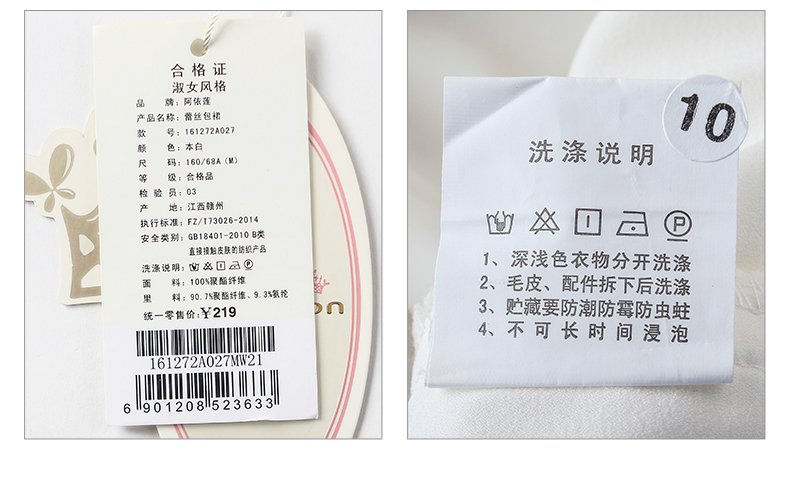 合格证
淑女风格
品 牌: 阿依莲
产品名称: 蕾丝包裙
款 号: 161272A027
颜 色: 本白
尺 码: 160/68A (M)
等 级: 合格品
检 验 员: 03
产 地: 江西赣州
执行标准: FZ/T73026-2014
安全类别: GB18401-2010 B类
直接接触皮肤的纺织产品
洗涤说明:
面 料: 100%聚酯纤维
里 料: 90.7%聚酯纤维、9.3%氨纶
统一零售价: ¥219
161272A027MW21
6 901208 523633
on
10
洗涤说明
P
1、深浅色衣物分开洗涤
2、毛皮、配件拆下后洗涤
3、贮藏要防潮防霉防虫蛀
4、不可长时间浸泡